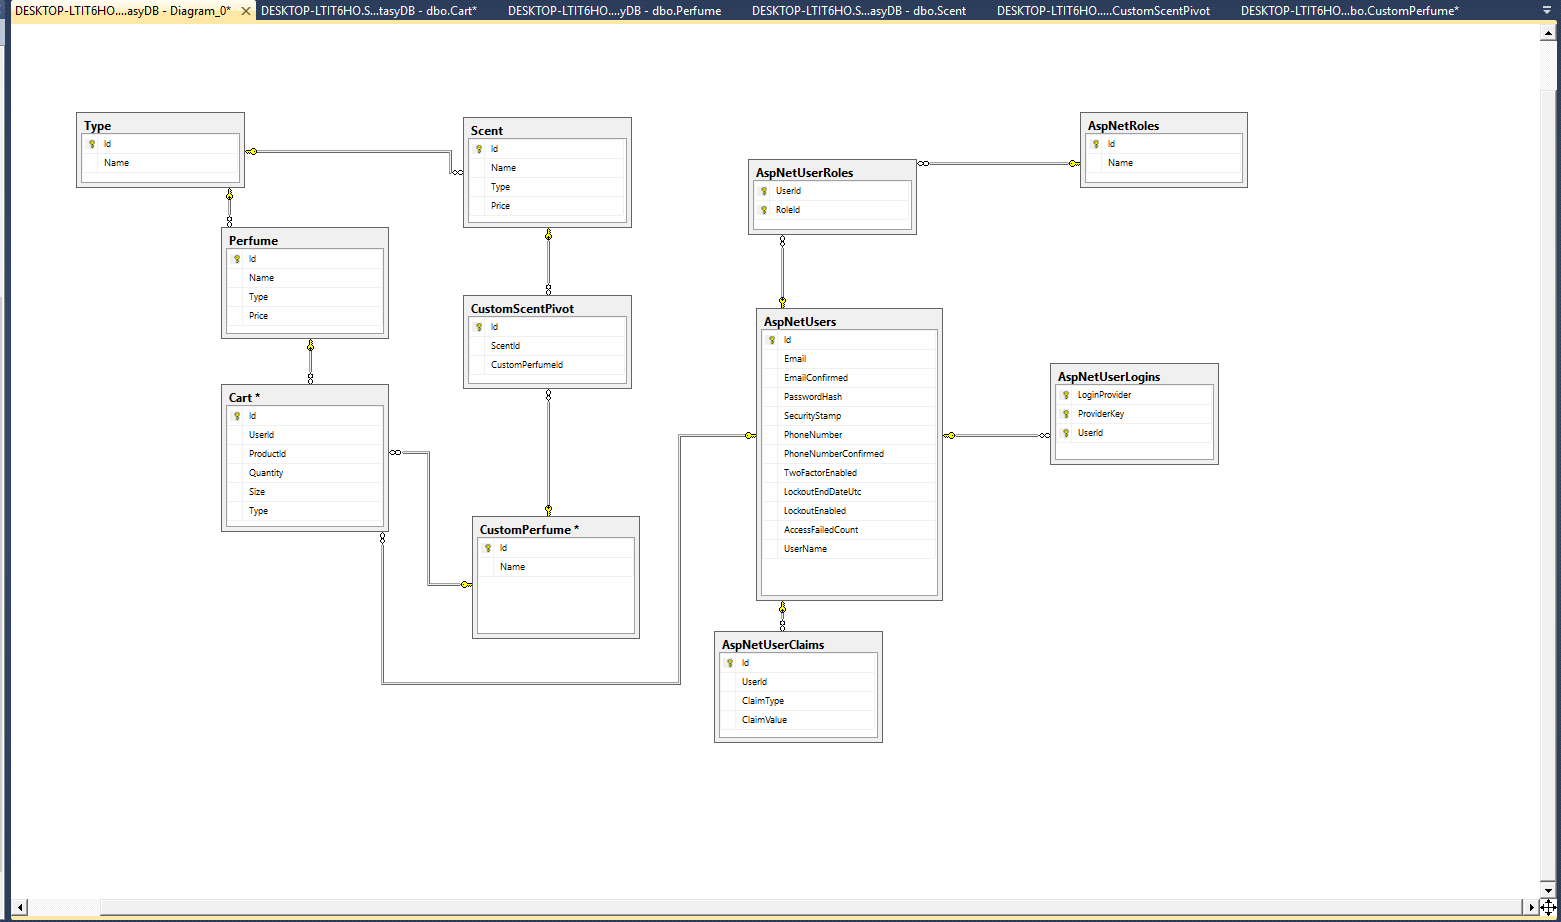 DESKTOP-LTIT6HO....asyDB - Diagram_0*
DESKTOP-LTIT6HO.S...tasyDB - dbo.Cart*
DESKTOP-LTIT6HO....yDB - dbo.Perfume
DESKTOP-LTIT6HO.S...asyDB - dbo.Scent
DESKTOP-LTIT6HO.....CustomScentPivot
DESKTOP-LTIT6HO...bo.CustomPerfume*
Type
Id
Name
Scent
Id
Name
Type
Price
AspNetRoles
Id
Name
AspNetUserRoles
UserId
RoleId
Perfume
Id
Name
Type
Price
CustomScentPivot
Id
ScentId
CustomPerfumeId
AspNetUsers
Id
Email
EmailConfirmed
PasswordHash
SecurityStamp
PhoneNumber
PhoneNumberConfirmed
TwoFactorEnabled
LockoutEndDateUtc
LockoutEnabled
AccessFailedCount
UserName
AspNetUserLogins
LoginProvider
ProviderKey
UserId
Cart *
Id
UserId
ProductId
Quantity
Size
Type
CustomPerfume *
Id
Name
AspNetUserClaims
Id
UserId
ClaimType
ClaimValue